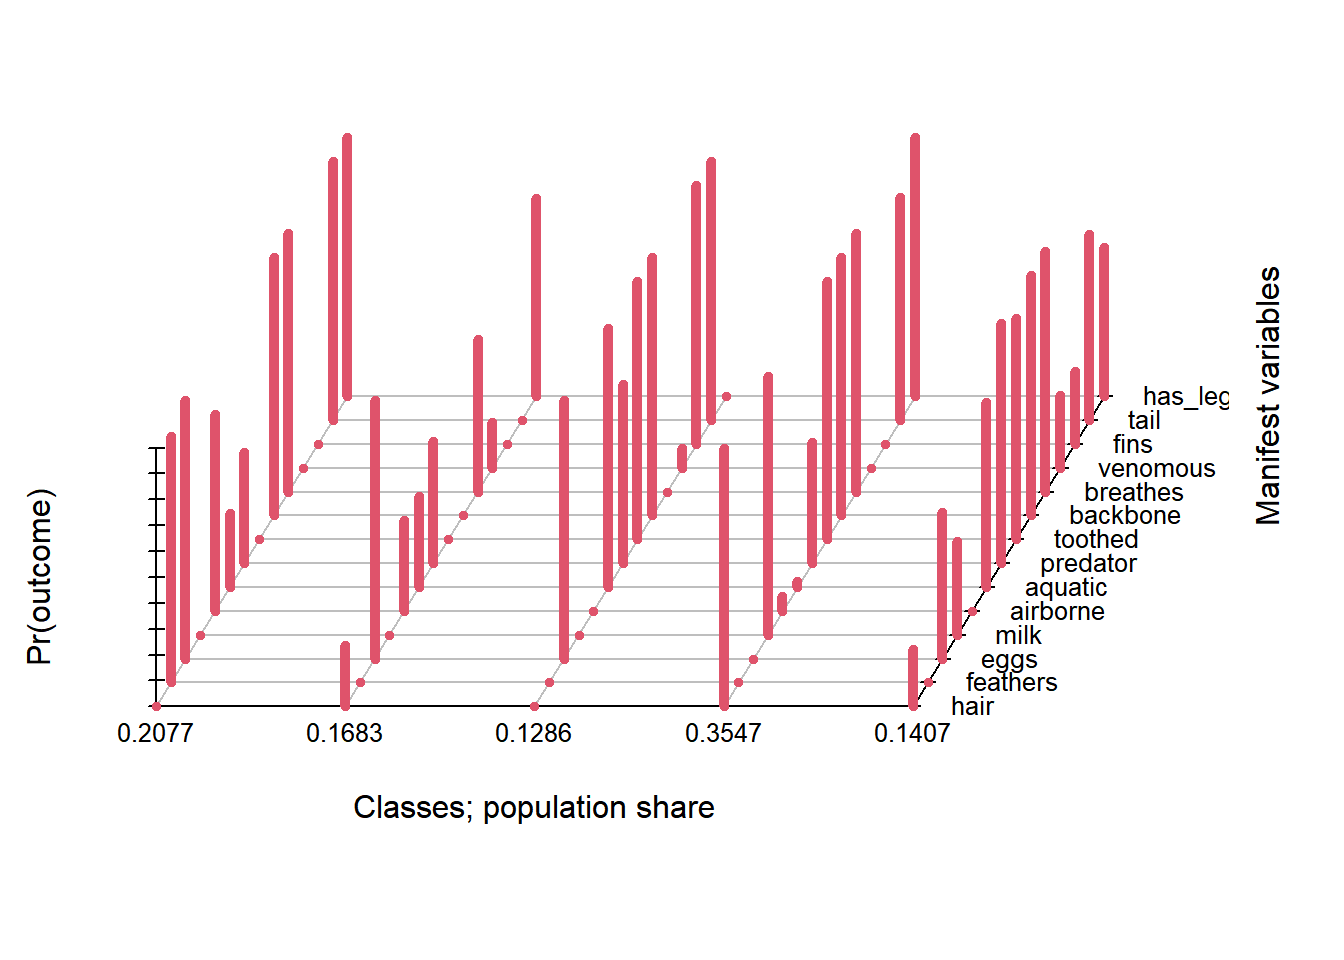 Manifest variables
has_leg
tail
fins
venomous
breathes
backbone
toothed
predator
aquatic
airborne
milk
eggs
feathers
hair
Pr(outcome)
0.2077 0.1683 0.1286 0.3547 0.1407
Classes; population share